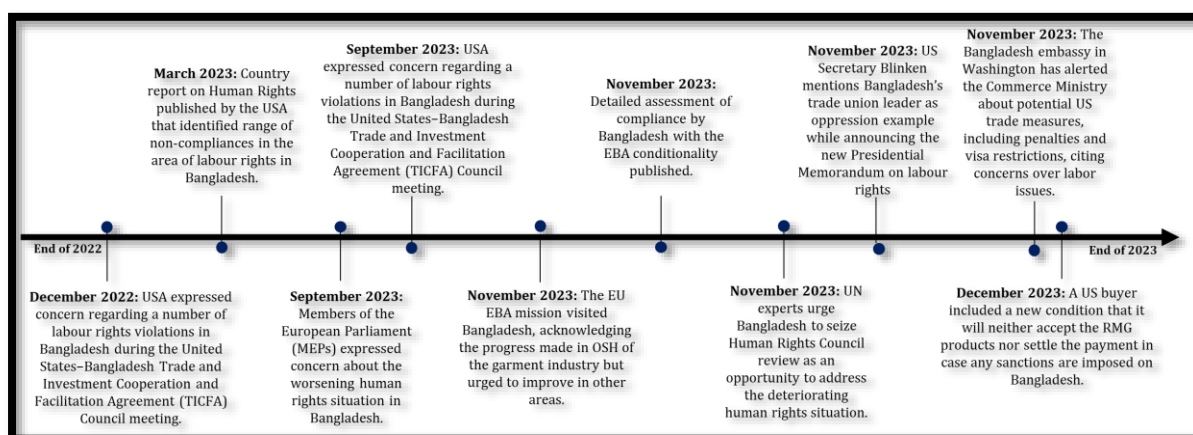 March 2023: Country
report on Human Rights
published by the USA
that identified range of
non-compliances in the
area of labour rights in
Bangladesh.
September 2023: USA
expressed concern regarding a
number of labour rights
violations in Bangladesh during
the United States–Bangladesh
Trade and Investment
Cooperation and Facilitation
Agreement (TICFA) Council
meeting.
November 2023:
Detailed assessment of
compliance by
Bangladesh with the
EBA conditionality
published.
November 2023: US
Secretary Blinken
mentions Bangladesh's
trade union leader as
oppression example
while announcing the
new Presidential
Memorandum on labour
rights
November 2023: The
Bangladesh embassy in
Washington has alerted
the Commerce Ministry
about potential US
trade measures,
including penalties and
visa restrictions, citing
concerns over labor
issues.
End of 2022
End of 2023
December 2022: USA expressed
concern regarding a number of
labour rights violations in
Bangladesh during the United
States–Bangladesh Trade and
Investment Cooperation and
Facilitation Agreement (TICFA)
Council meeting.
September 2023:
Members of the
European Parliament
(MEPs) expressed
concern about the
worsening human
rights situation in
Bangladesh.
November 2023: The EU
EBA mission visited
Bangladesh, acknowledging
the progress made in OSH of
the garment industry but
urged to improve in other
areas.
November 2023: UN
experts urge
Bangladesh to seize
Human Rights Council
review as an
opportunity to address
the deteriorating
human rights situation.
December 2023: A US buyer
included a new condition that it
will neither accept the RMG
products nor settle the payment in
case any sanctions are imposed on
Bangladesh.